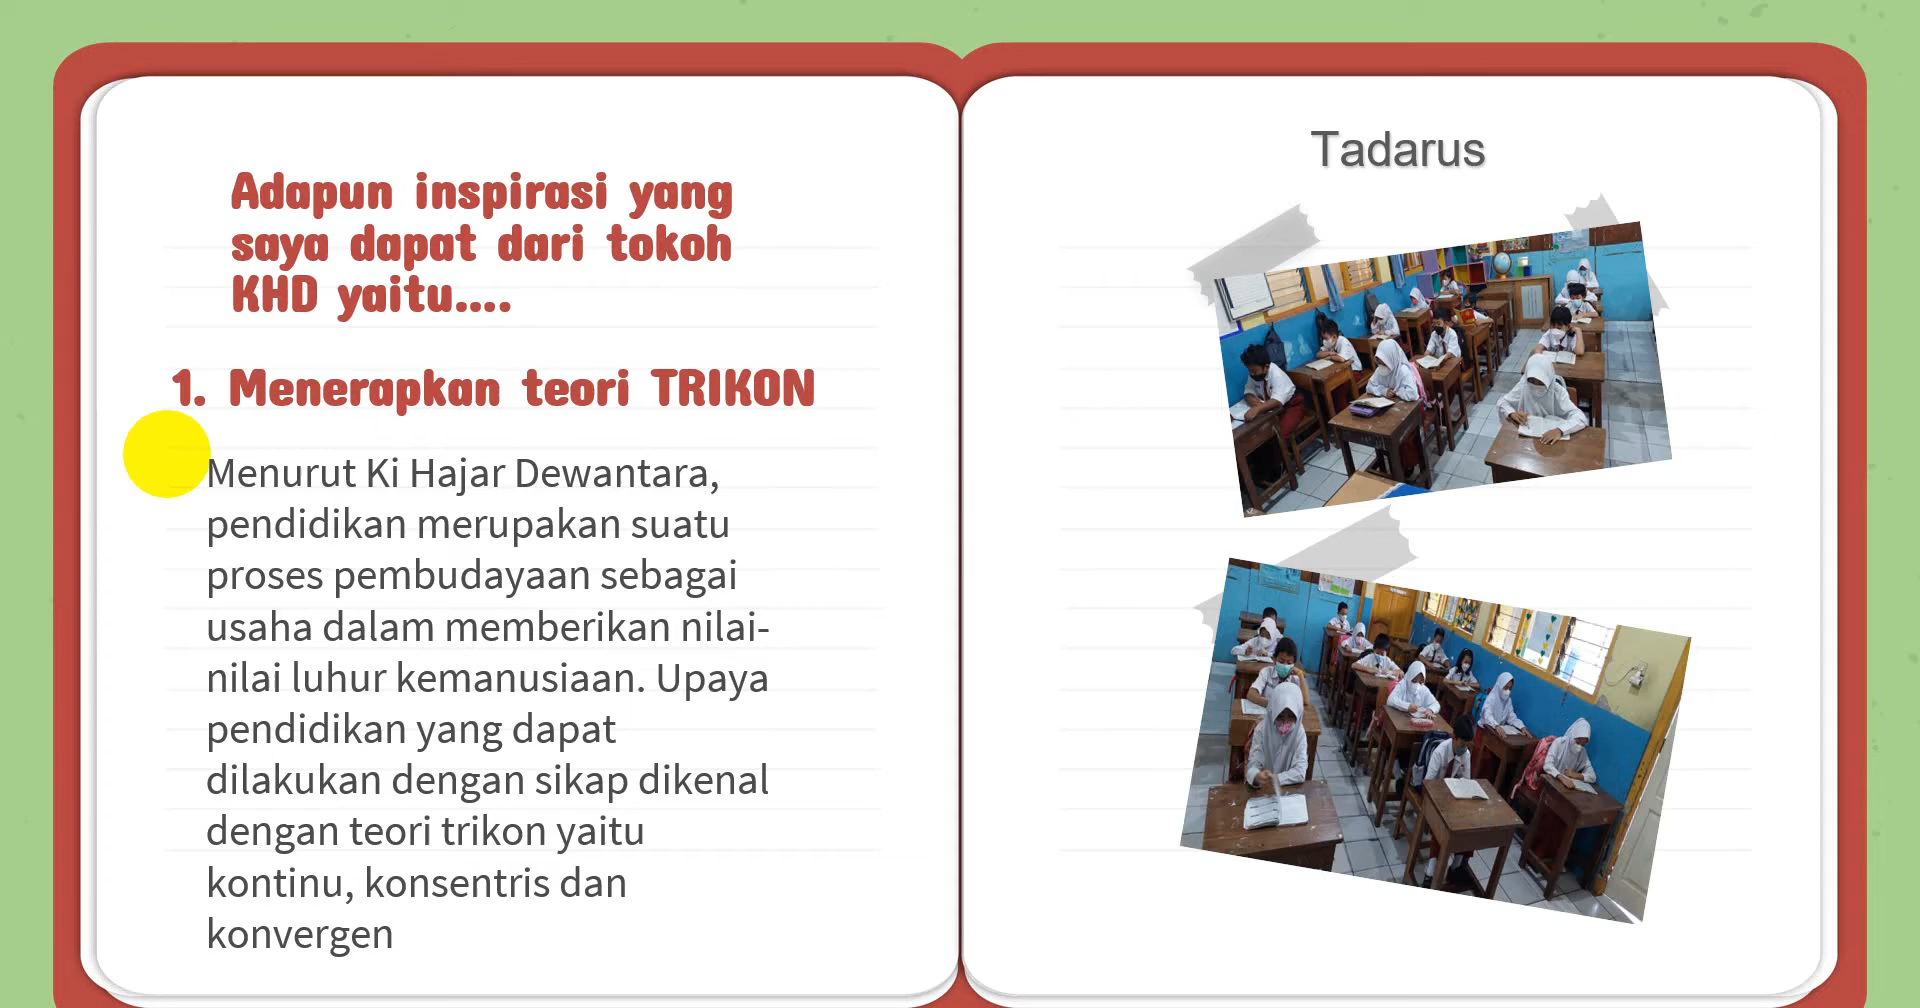 Adapun inspirasi yang
saya dapat dari tokoh
KHD yaitu....
1. Menerapkan teori TRIKON
Menurut Ki Hajar Dewantara,
pendidikan merupakan suatu
proses pembudayaan sebagai
usaha dalam memberikan nilai-
nilai luhur kemanusiaan. Upaya
pendidikan yang dapat
dilakukan dengan sikap dikenal
dengan teori trikon yaitu
kontinu, konsentris dan
konvergen
Tadarus